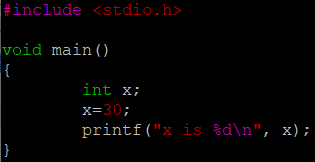 #include <stdio.h>

void main()
{
        int x;
        x=30;
        printf("x is %d\n", x);
}